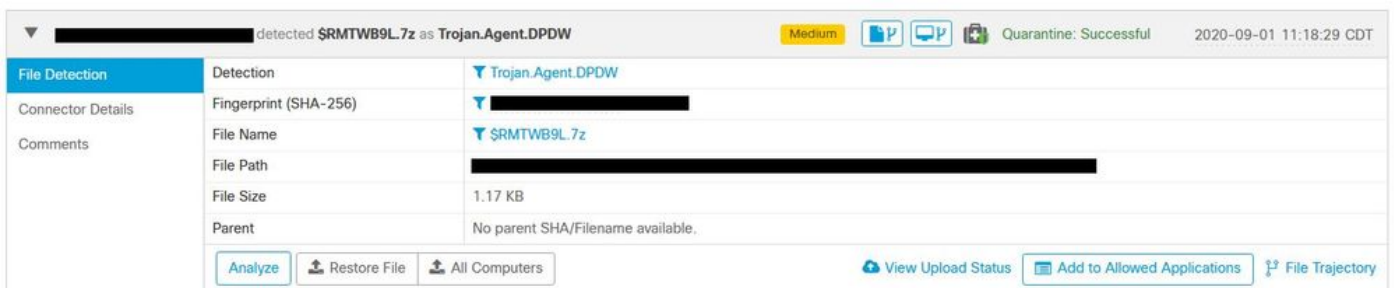 detected $RMTWB9L.7z as Trojan.Agent.DPDW Medium Quarantine: Successful 2020-09-01 11:18:29 CDT
File Detection
Connector Details
Comments
Detection Trojan.Agent.DPDW
Fingerprint (SHA-256)
File Name $RMTWB9L.7z
File Path
File Size 1.17 KB
Parent No parent SHA/Filename available.
Analyze Restore File All Computers View Upload Status Add to Allowed Applications File Trajectory